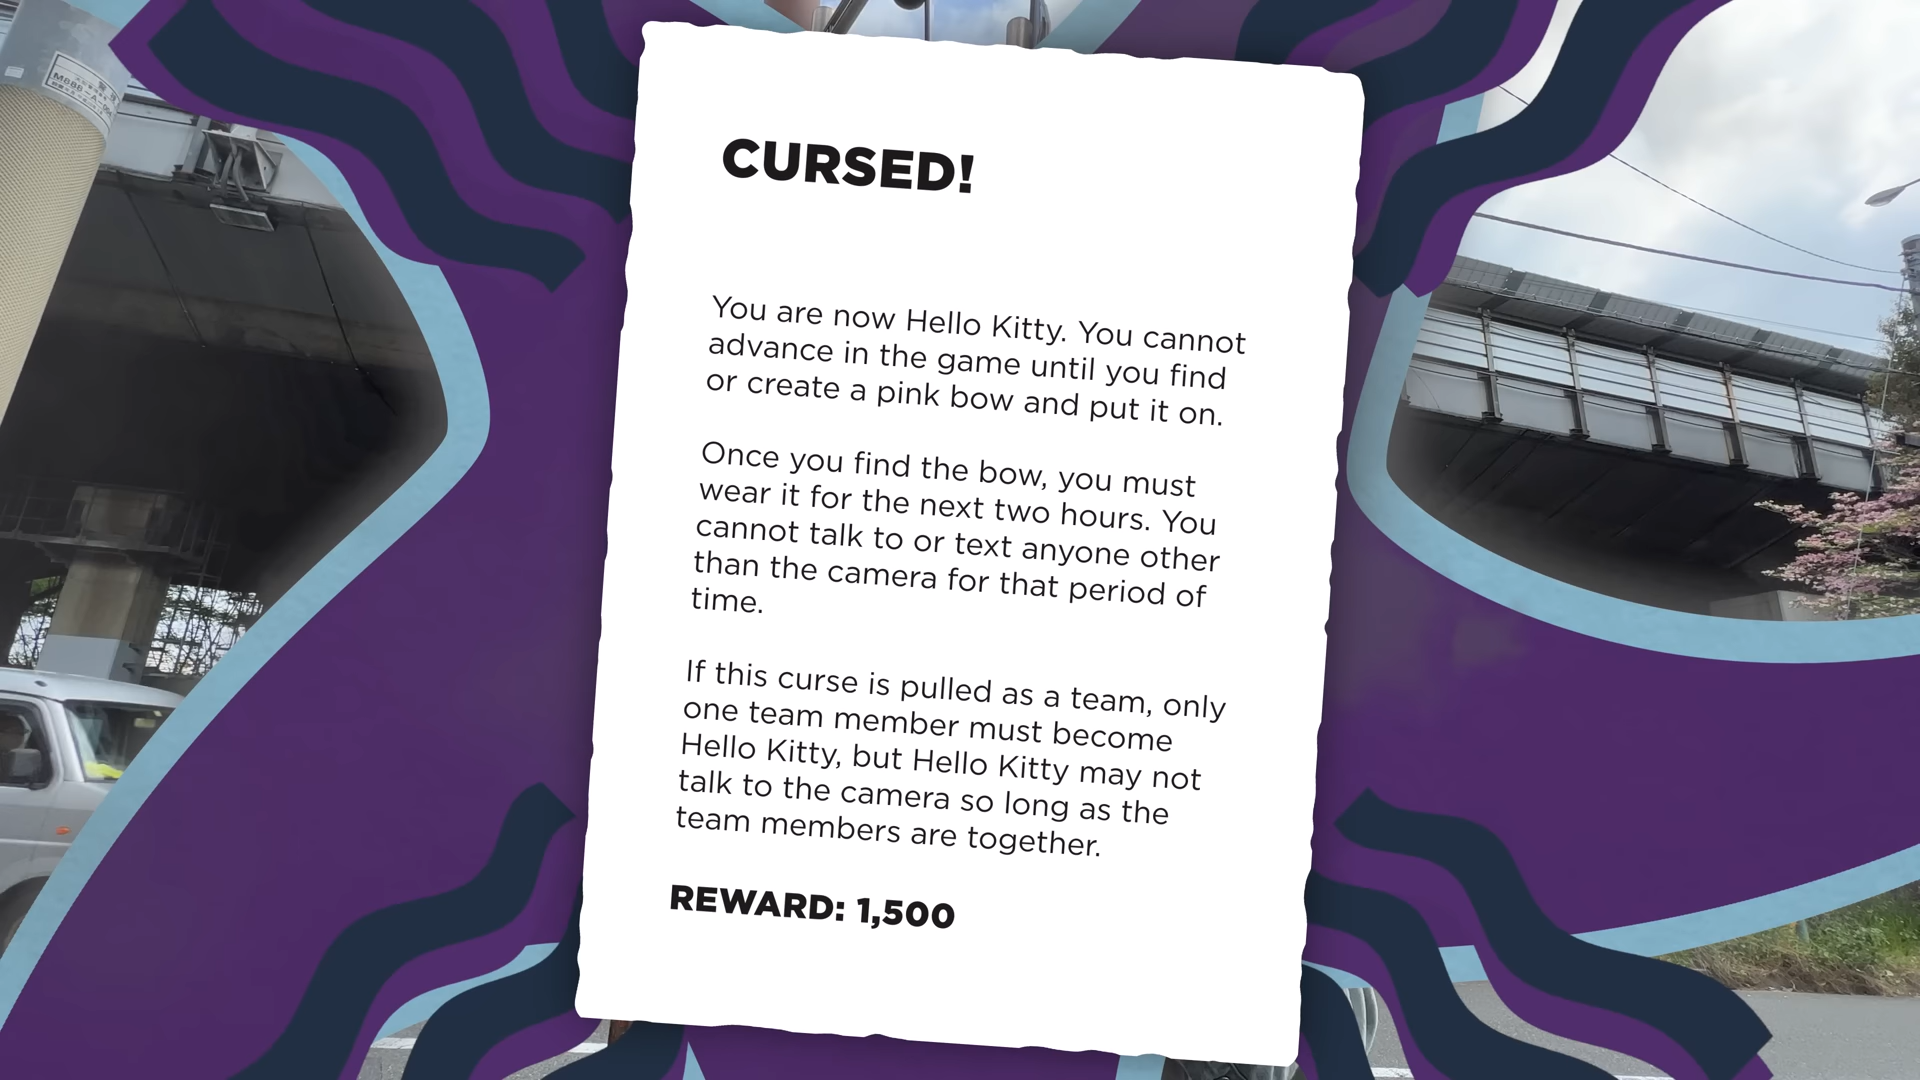 CURSED!
You are now Hello Kitty. You cannot
advance in the game until you find
or create a pink bow and put it on.
Once you find the bow, you must
wear it for the next two hours. You
cannot talk to or text anyone other
than the camera for that period of
time.
If this curse is pulled as a team, only
one team member must become
Hello Kitty, but Hello Kitty may not
talk to the camera so long as the
team members are together.
REWARD: 1,500